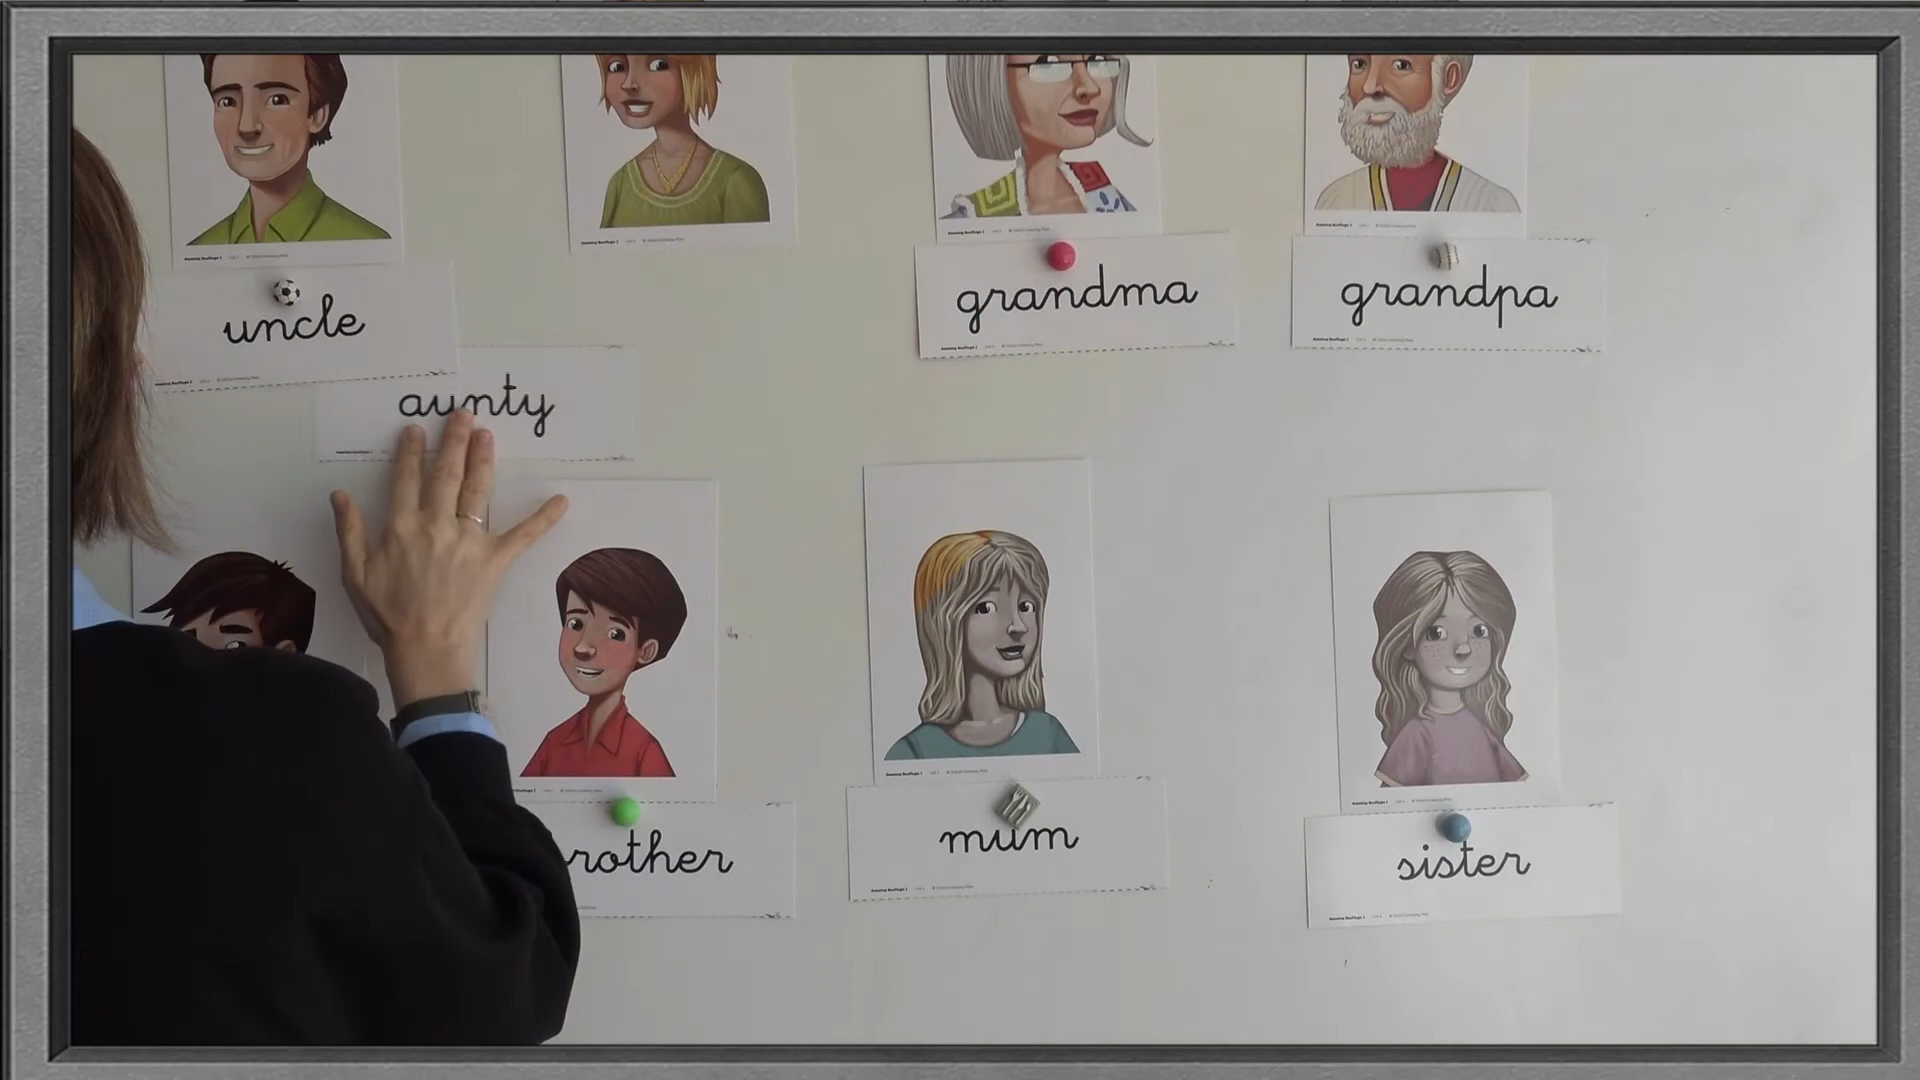 uncle
grandma
grandpa
aunty
rother
mum
sister